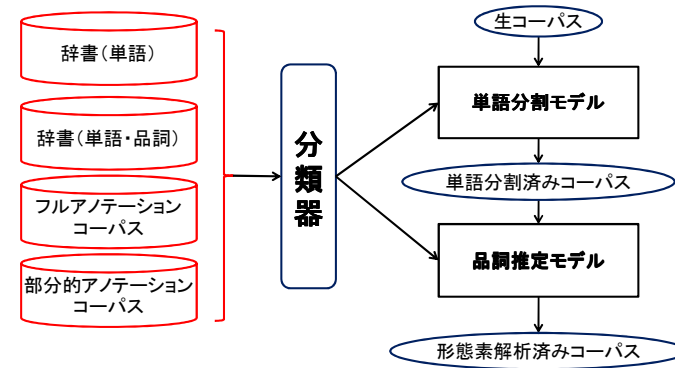 辞書(単語)
辞書(単語・品詞)
フルアノテーション
コーパス
部分的アノテーション
コーパス
分類器
生コーパス
単語分割モデル
単語分割済みコーパス
品詞推定モデル
形態素解析済みコーパス